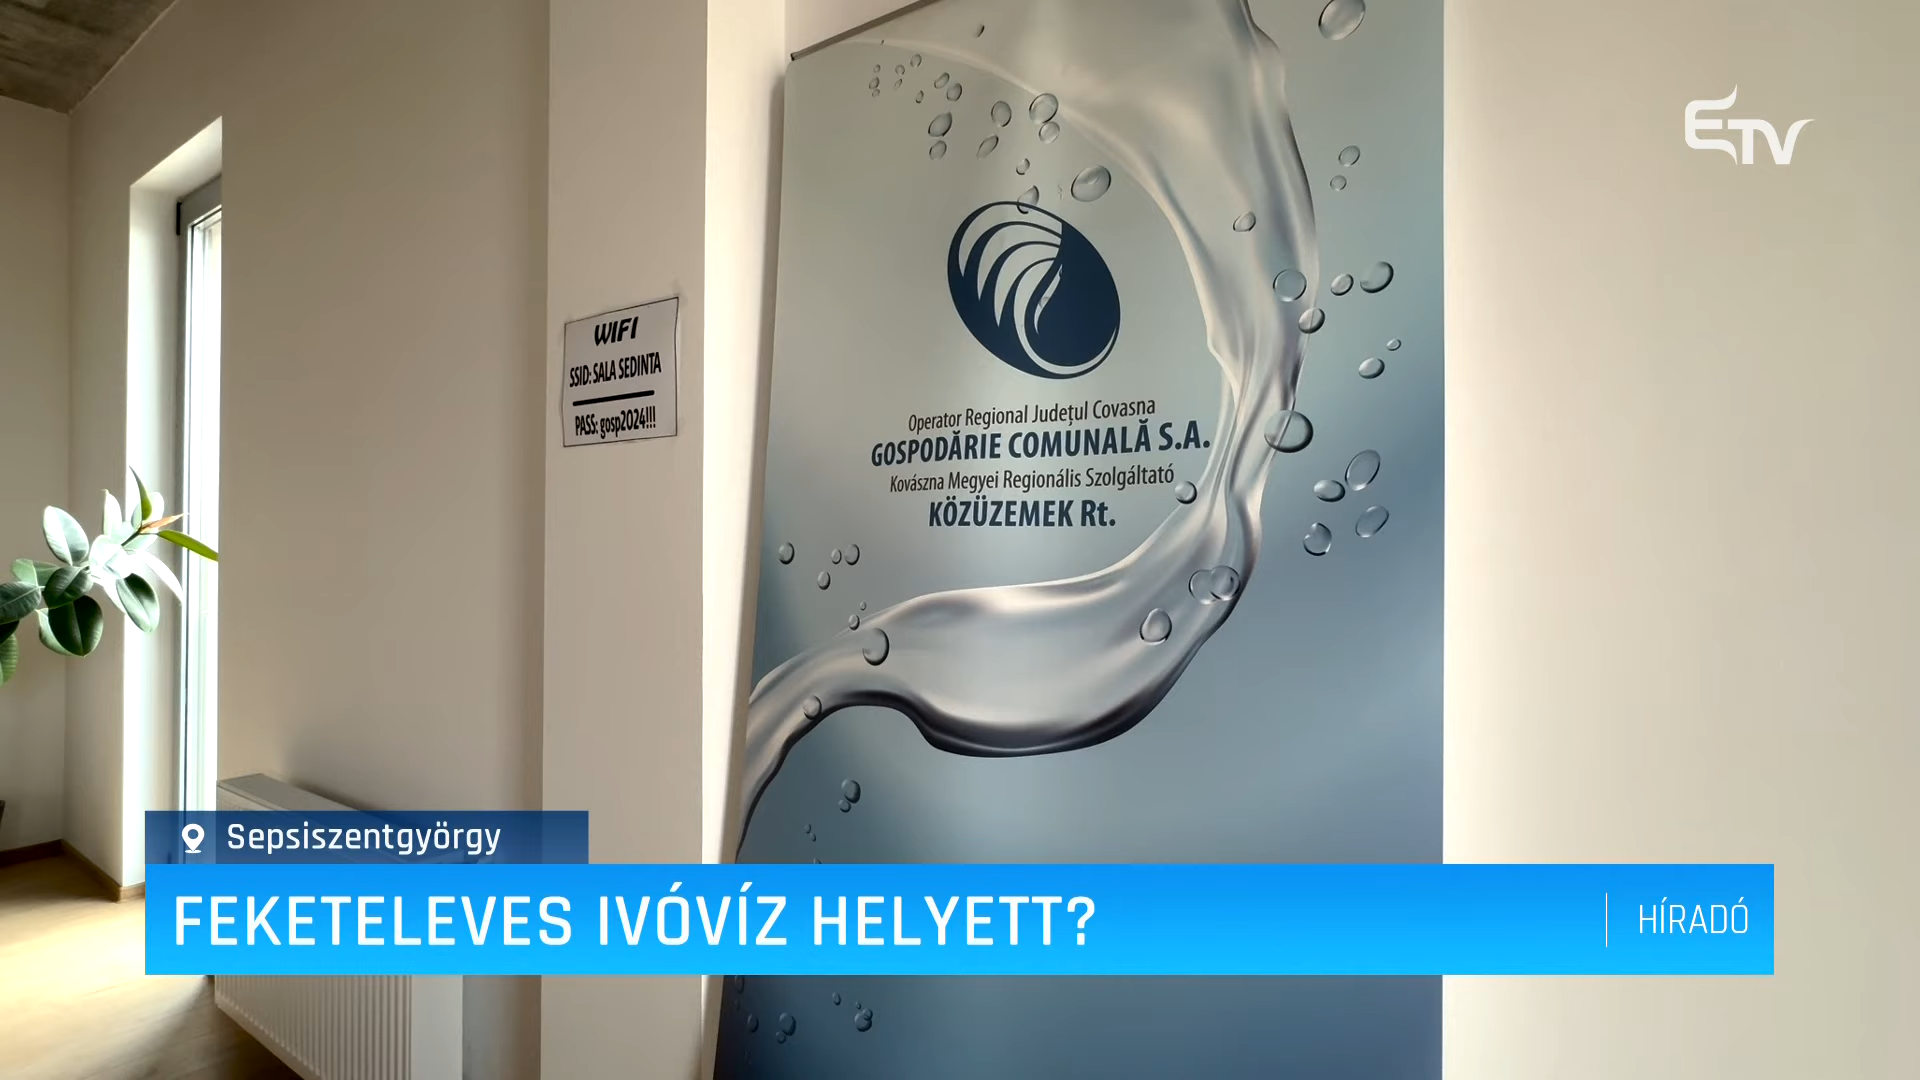 ETV
WIFI
SSID: SALA SEDINTA
PASS: gosp2024!!!
Operator Regional Județul Covasna
GOSPODĂRIE COMUNALĂ S.A.
Kovászna Megyei Regionális Szolgáltató
KÖZÜZEMEK Rt.
Sepsiszentgyörgy
FEKETELEVES IVÓVÍZ HELYETT?
HÍRADÓ